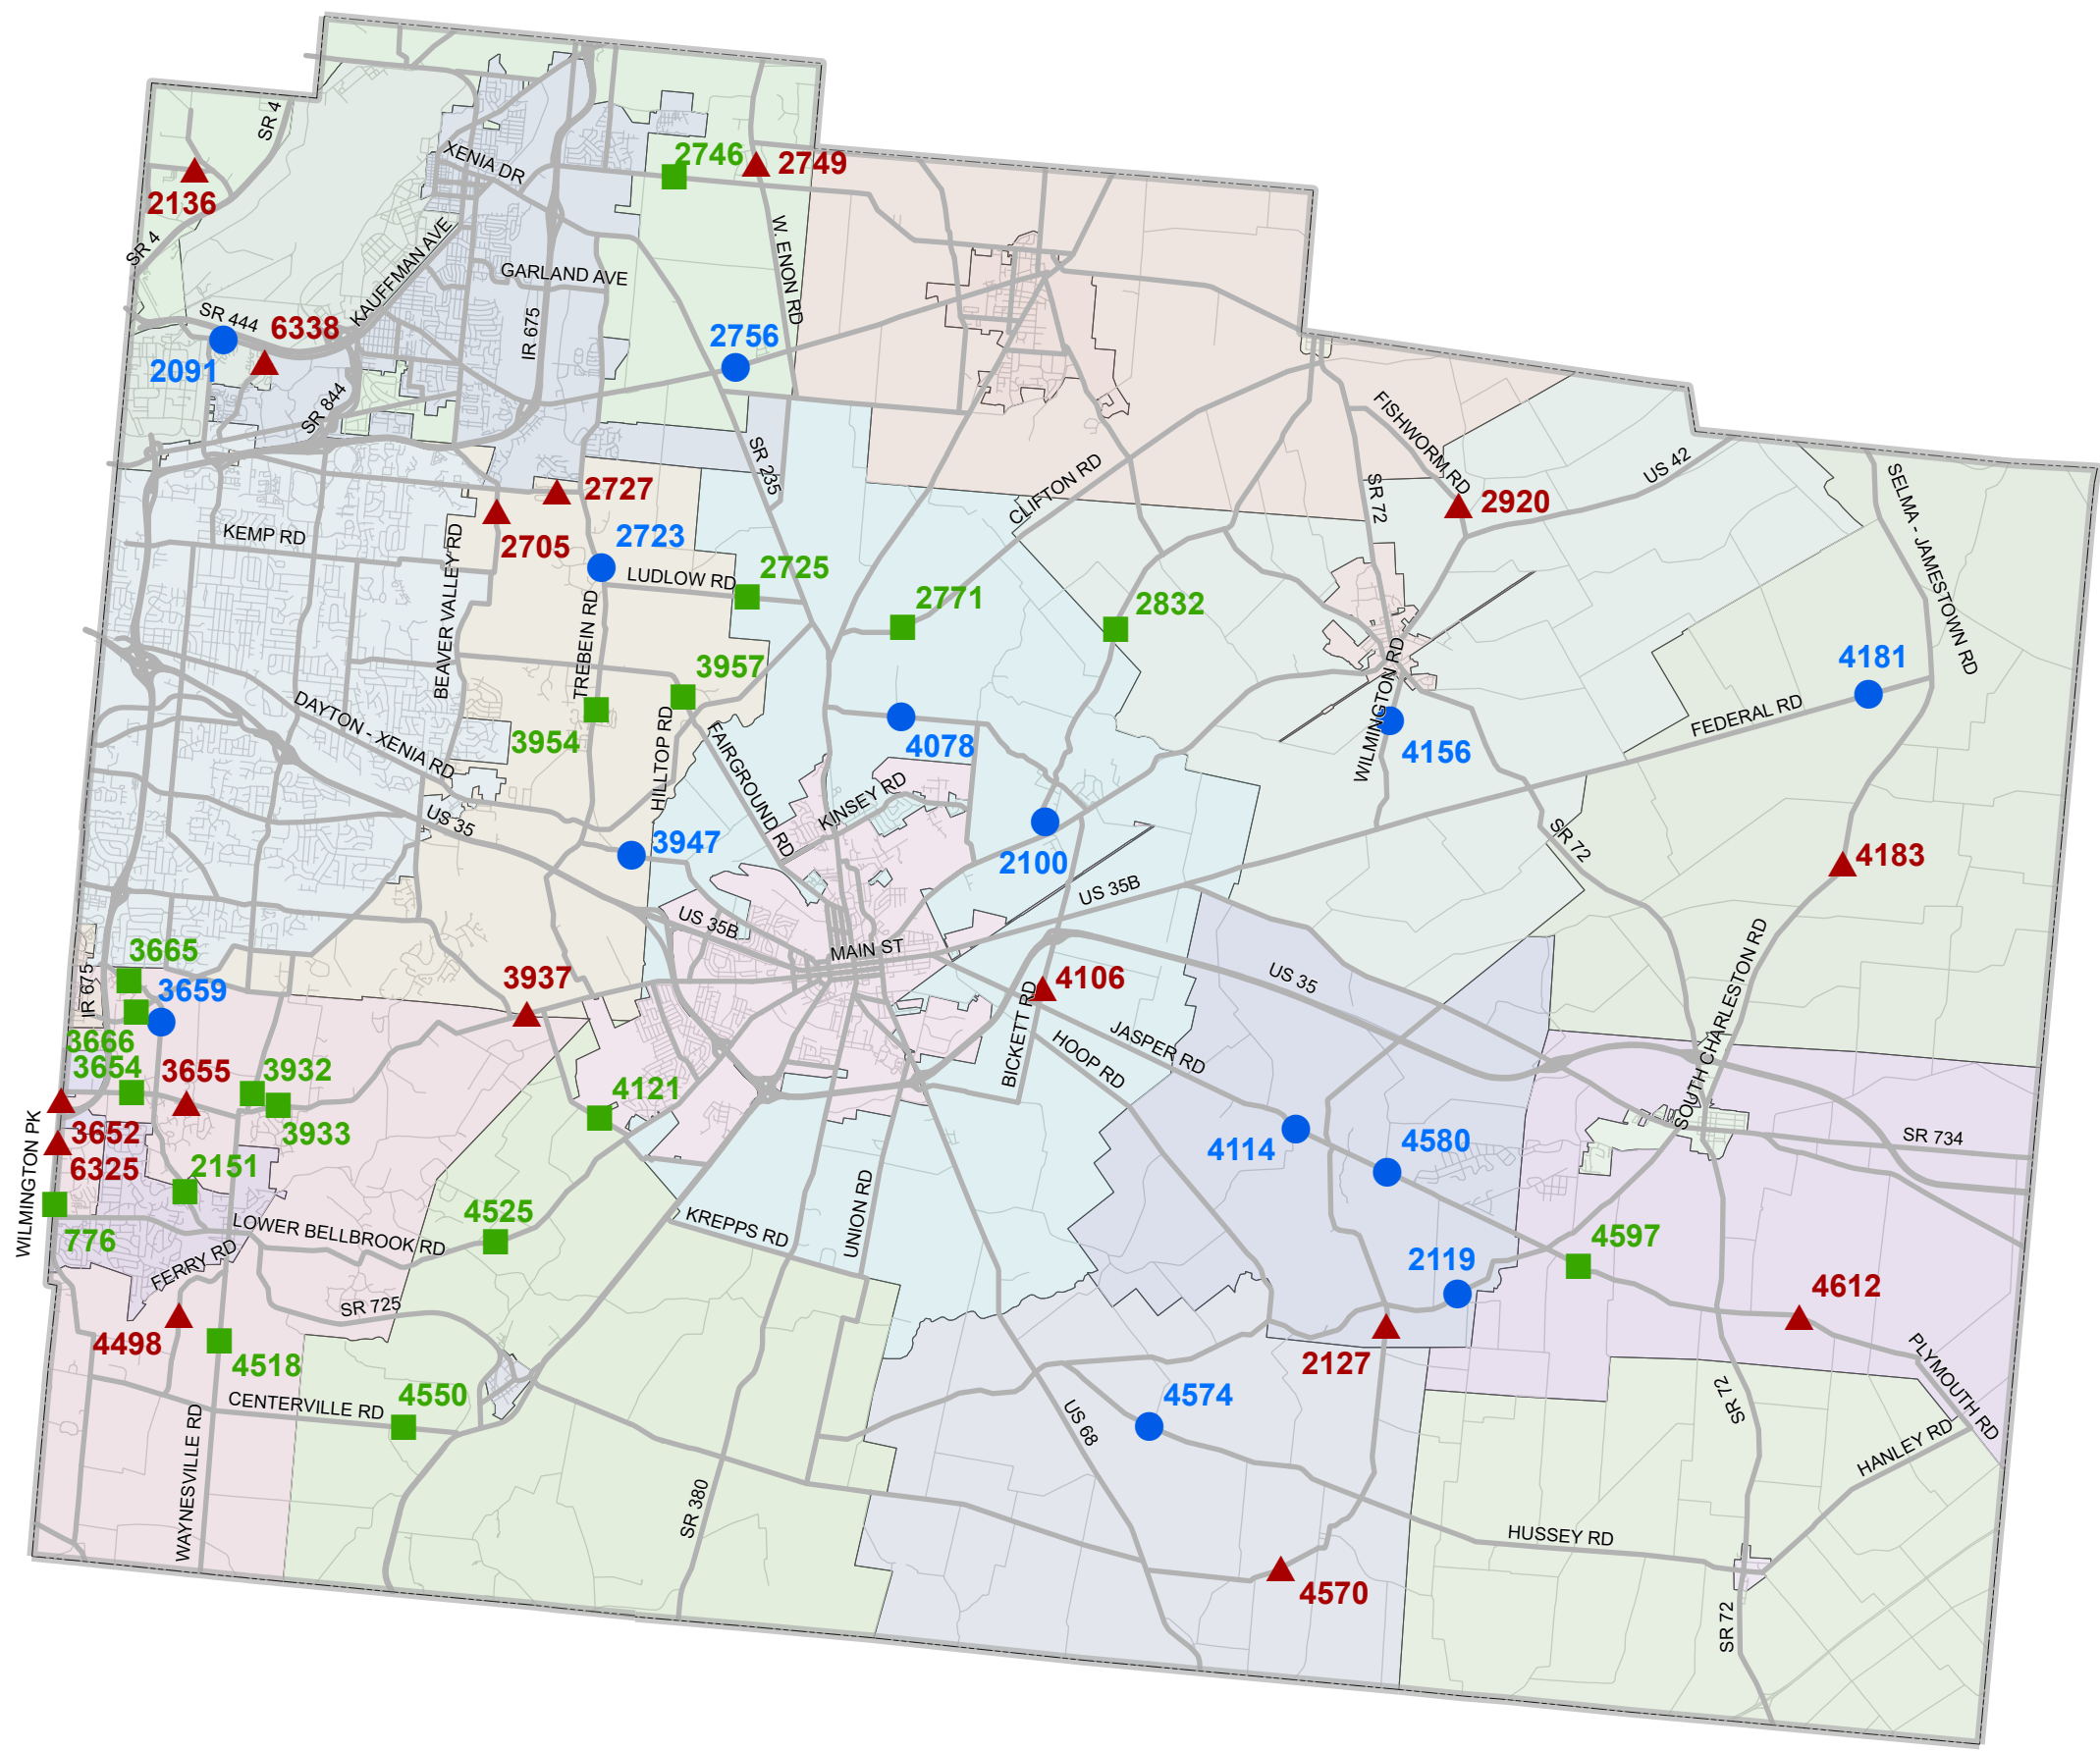 SR 4
XENIA DR
2746
2749
2136
SR 4
KAUFFMAN AVE
GARLAND AVE
W. ENON RD
SR 444
6338
IR 675
2756
2091
SR 844
FISHWORM RD
SR 235
CLIFTON RD
SR 72
US 42
SELMA - JAMESTOWN RD
2727
2920
KEMP RD
2705
2723
BEAVER VALLEY RD
LUDLOW RD
2725
2771
2832
TREBEIN RD
3957
4181
DAYTON - XENIA RD
3954
HILLTOP RD
FAIRGROUND RD
4078
WILMINGTON RD
4156
FEDERAL RD
KINSEY RD
US 35
3947
2100
SR 72
4183
US 35B
US 35B
MAIN ST
3665
IR 675
3659
3937
4106
US 35
BICKETT RD
JASPER RD
SOUTH CHARLESTON RD
3666
3654
3655
3932
HOOP RD
4121
WILMINGTON PK
3652
3933
4114
4580
SR 734
6325
2151
LOWER BELLBROOK RD
4525
KREPPS RD
UNION RD
776
FERRY RD
2119
4597
SR 725
4612
4498
4518
2127
PLYMOUTH RD
CENTERVILLE RD
4550
4574
US 68
SR 72
WAYNESVILLE RD
HANLEY RD
SR 380
HUSSEY RD
4570
SR 72